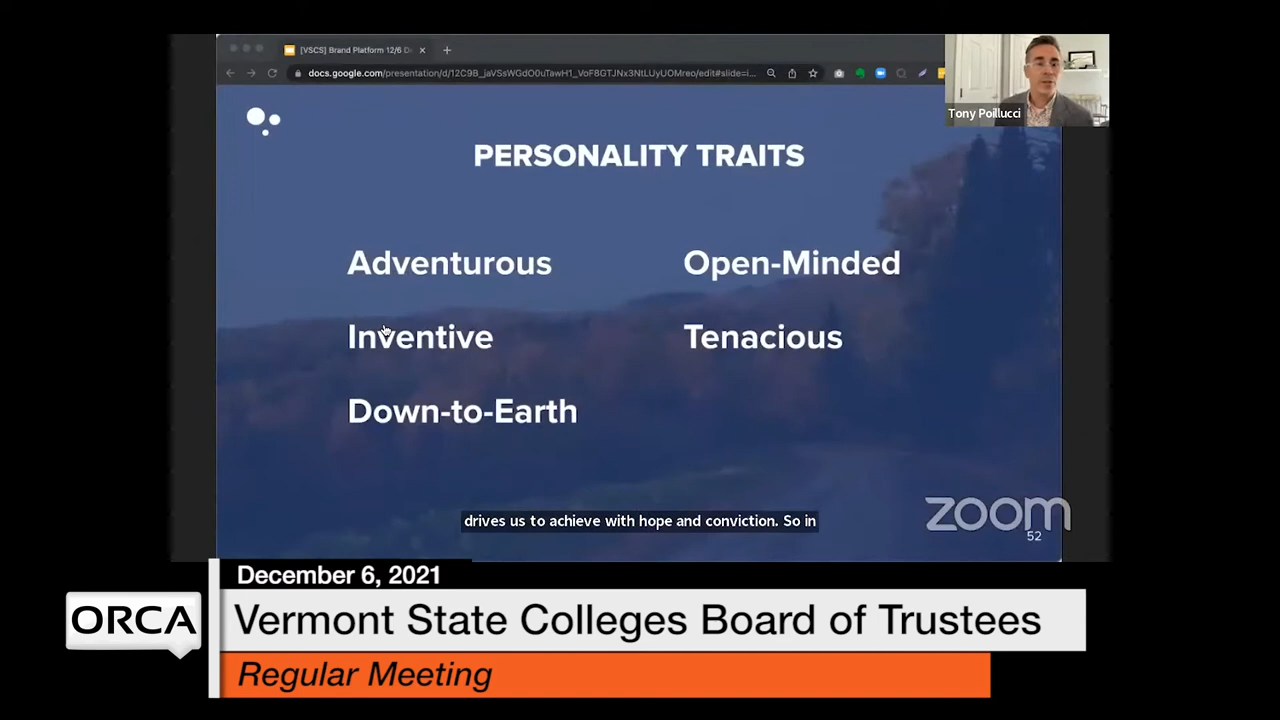 [VSCS] Brand Platform 12/6 D
docs.google.com/presentation/d/12C9B_jaVSsWGdO0uTawH1_VoF8GTJNx3NtLUyUOMreo/edit#slide=i...
Tony Poillucci
PERSONALITY TRAITS
Adventurous
Open-Minded
Inventive
Tenacious
Down-to-Earth
drives us to achieve with hope and conviction. So in
zoom
52
December 6, 2021
ORCA
Vermont State Colleges Board of Trustees
Regular Meeting